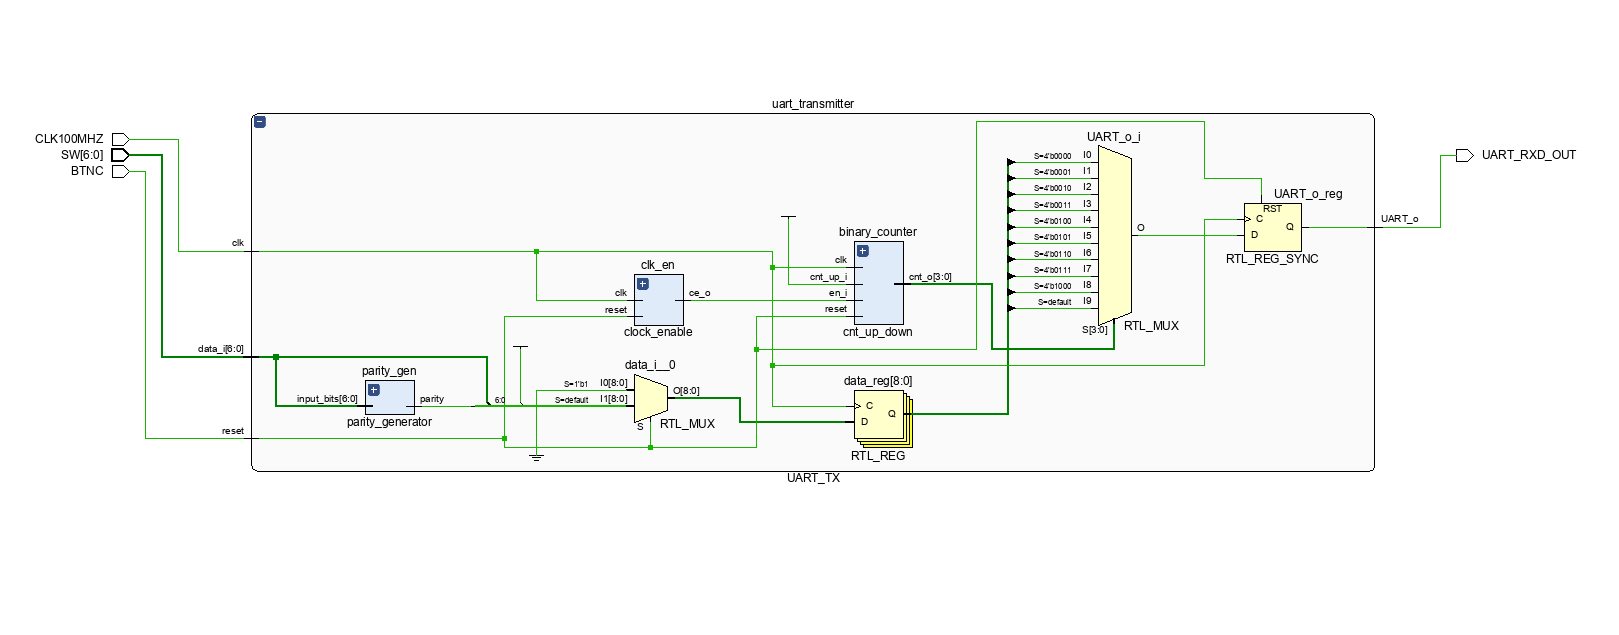 uart_transmitter
CLK100MHZ
SW[6:0]
BTNC
clk
data_i[6:0]
reset
parity_gen
input_bits[6:0]
parity
parity_generator
6:0
clk_en
clk
reset
ce_o
clock_enable
data_i__0
S=1'b1 I0[8:0]
S=default I1[8:0]
O[8:0]
S
RTL_MUX
binary_counter
clk
cnt_up_i
en_i
reset
cnt_o[3:0]
cnt_up_down
data_reg[8:0]
C
D
Q
RTL_REG
UART_o_i
S=4'b0000 I0
S=4'b0001 I1
S=4'b0010 I2
S=4'b0011 I3
S=4'b0100 I4
S=4'b0101 I5
S=4'b0110 I6
S=4'b0111 I7
S=4'b1000 I8
S=default I9
O
S[3:0]
RTL_MUX
UART_o_reg
RST
C
D
Q
RTL_REG_SYNC
UART_o
UART_RXD_OUT
UART_TX